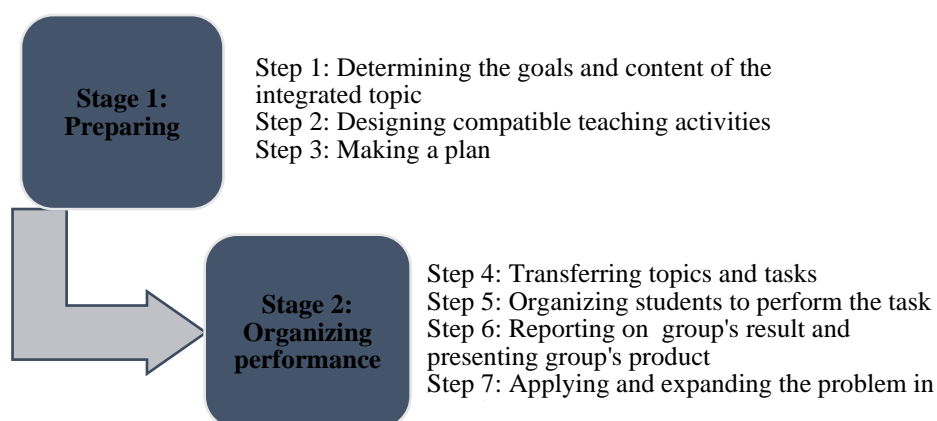 Stage 1:
Preparing
Step 1: Determining the goals and content of the
integrated topic
Step 2: Designing compatible teaching activities
Step 3: Making a plan
Stage 2:
Organizing
performance
Step 4: Transferring topics and tasks
Step 5: Organizing students to perform the task
Step 6: Reporting on group's result and
presenting group's product
Step 7: Applying and expanding the problem in